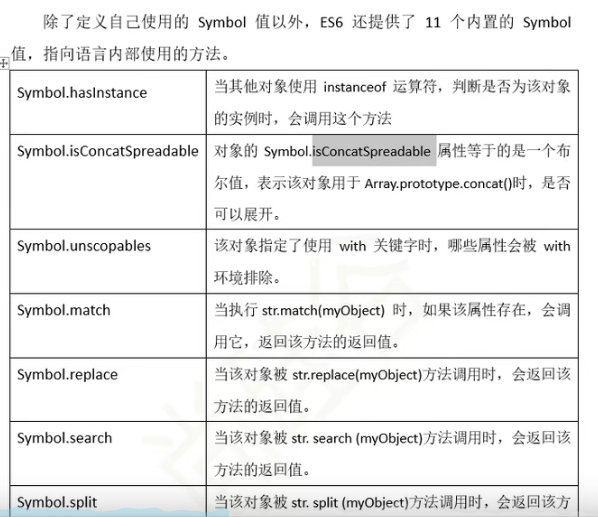 除了定义自己使用的 Symbol 值以外，ES6 还提供了 11 个内置的 Symbol
值，指向语言内部使用的方法。
Symbol.hasInstance
当其他对象使用 instanceof 运算符，判断是否为该对象
的实例时，会调用这个方法
Symbol.isConcatSpreadable
对象的 Symbol.isConcatSpreadable 属性等于的是一个布
尔值，表示该对象用于 Array.prototype.concat()时，是否
可以展开。
Symbol.unscopables
该对象指定了使用 with 关键字时，哪些属性会被 with
环境排除。
Symbol.match
当执行 str.match(myObject) 时，如果该属性存在，会调
用它，返回该方法的返回值。
Symbol.replace
当该对象被 str.replace(myObject)方法调用时，会返回该
方法的返回值。
Symbol.search
当该对象被 str. search (myObject)方法调用时，会返回该
方法的返回值。
Symbol.split
当该对象被 str. split (myObject)方法调用时，会返回该方